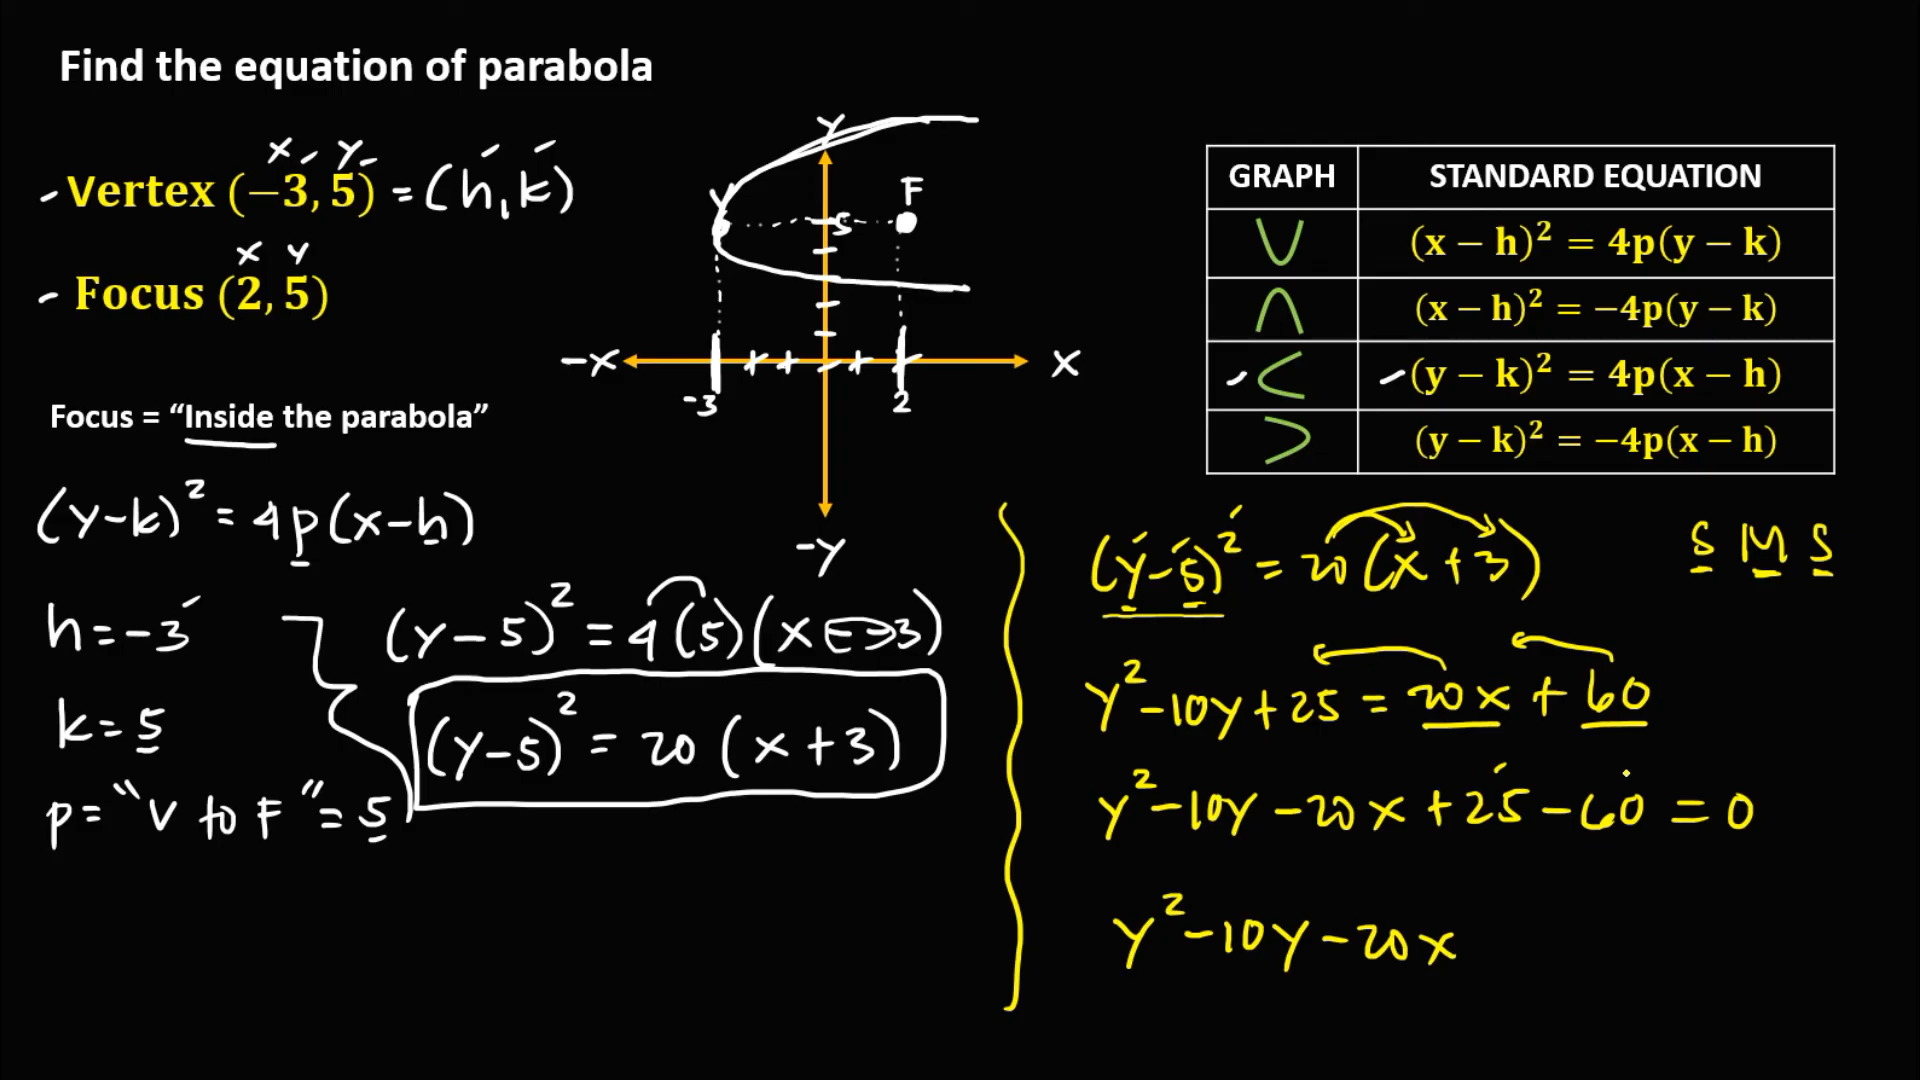 Find the equation of parabola
x y
Vertex (−3, 5) = (h, k)
x y
Focus (2, 5)
Focus = “Inside the parabola”
(y-k)² = 4p(x-h)
h = -3
k = 5
p = "V to F" = 5
(y-5)² = 4(5)(x(-)-3)
(y-5)² = 20(x+3)
y
V
F
5
-x
x
-3
2
-y
GRAPH STANDARD EQUATION
(x − h)² = 4p(y − k)
(x − h)² = −4p(y − k)
(y − k)² = 4p(x − h)
(y − k)² = −4p(x − h)
(y-5)² = 20(x+3)
S M S
y²-10y+25 = 20x+60
y²-10y-20x+25-60 = 0
y²-10y-20x